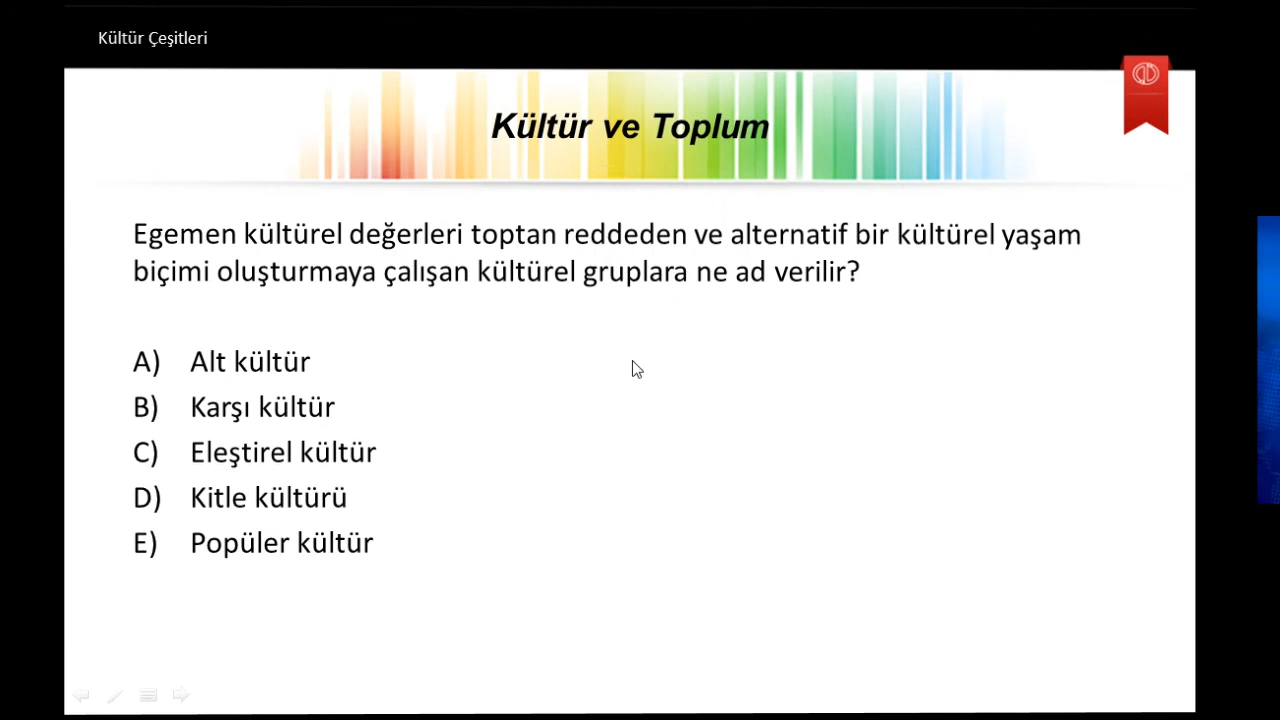 Kültür Çeşitleri
Kültür ve Toplum
Egemen kültürel değerleri toptan reddeden ve alternatif bir kültürel yaşam
biçimi oluşturmaya çalışan kültürel gruplara ne ad verilir?
A) Alt kültür
B) Karşı kültür
C) Eleştirel kültür
D) Kitle kültürü
E) Popüler kültür